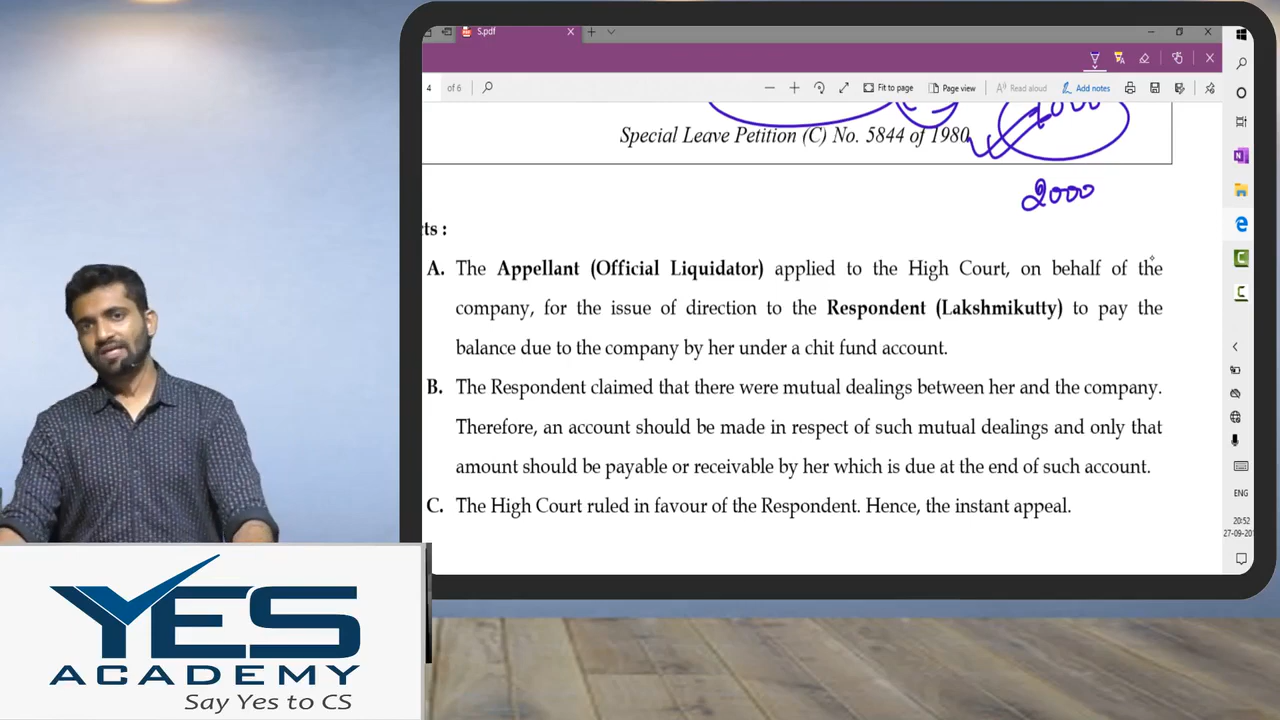 S.pdf
4 of 6
Fit to page
Page view
Read aloud
Add notes
Special Leave Petition (C) No. 5844 of 1980
2000
rts :
A. The Appellant (Official Liquidator) applied to the High Court, on behalf of the
company, for the issue of direction to the Respondent (Lakshmikutty) to pay the
balance due to the company by her under a chit fund account.
B. The Respondent claimed that there were mutual dealings between her and the company.
Therefore, an account should be made in respect of such mutual dealings and only that
amount should be payable or receivable by her which is due at the end of such account.
C. The High Court ruled in favour of the Respondent. Hence, the instant appeal.
ENG
20:52
27-09-20
YES
ACADEMY
Say Yes to CS